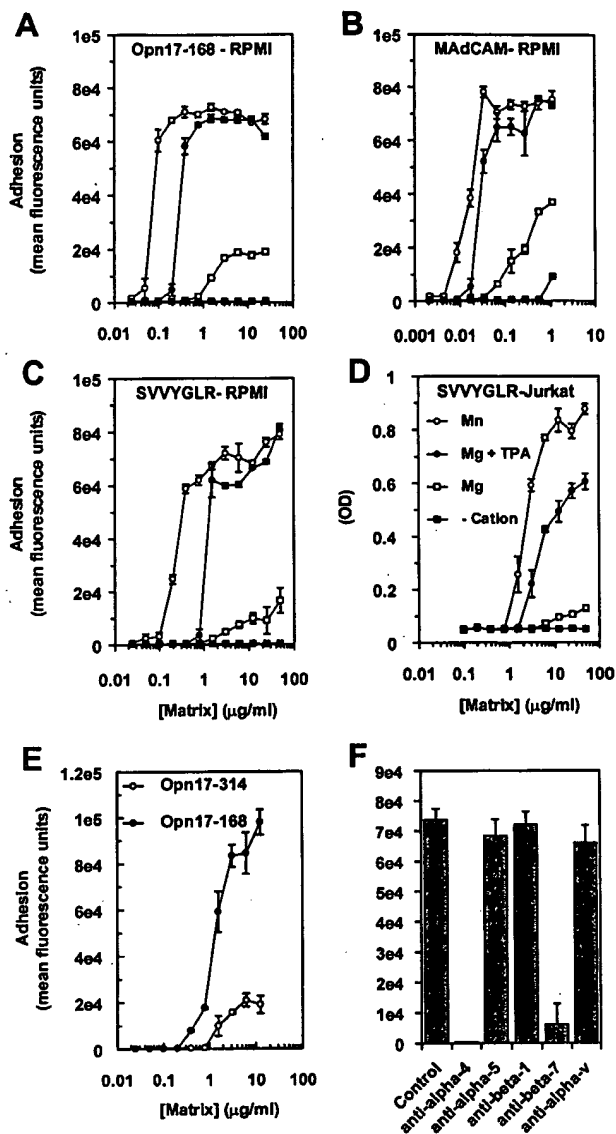 A
Opn17-168 - RPMI
B
MAdCAM- RPMI
Adhesion
(mean fluorescence units)
1e5
8e4
6e4
4e4
2e4
0
0.01 0.1 1 10 100
1e5
8e4
6e4
4e4
2e4
0
0.001 0.01 0.1 1 10
C
SVVYGLR- RPMI
D
SVVYGLR-Jurkat
Adhesion
(mean fluorescence units)
1e5
8e4
6e4
4e4
2e4
0
0.01 0.1 1 10 100
[Matrix] (µg/ml)
(OD)
1
0.8
0.6
0.4
0.2
0
Mn
Mg + TPA
Mg
- Cation
0.01 0.1 1 10 100
[Matrix] (µg/ml)
E
Opn17-314
Opn17-168
Adhesion
(mean fluorescence units)
1.2e5
1e5
8e4
6e4
4e4
2e4
0
0.01 0.1 1 10 100
[Matrix] (µg/ml)
F
9e4
8e4
7e4
6e4
5e4
4e4
3e4
2e4
1e4
0
Control
anti-alpha-4
anti-alpha-5
anti-beta-1
anti-beta-7
anti-alpha-v